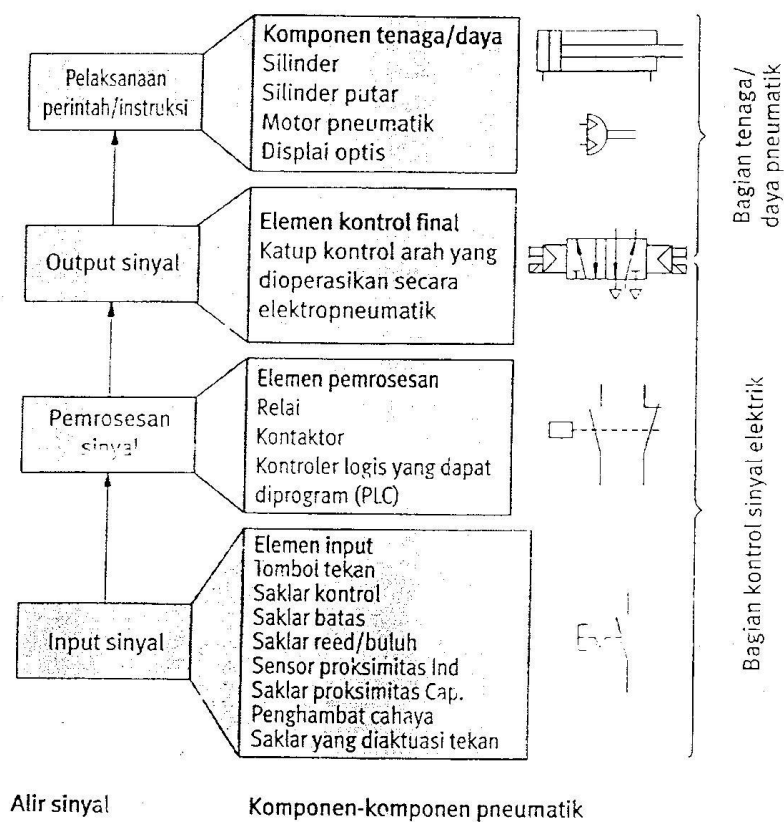 Pelaksanaan
perintah/instruksi
Komponen tenaga/daya
Silinder
Silinder putar
Motor pneumatik
Displai optis
Output sinyal
Elemen kontrol final
Katup kontrol arah yang
dioperasikan secara
elektropneumatik
Pemrosesan
sinyal
Elemen pemrosesan
Relai
Kontaktor
Kontroler logis yang dapat
diprogram (PLC)
Input sinyal
Elemen input
Tombol tekan
Saklar kontrol
Saklar batas
Saklar reed/buluh
Sensor proksimitas Ind
Saklar proksimitas Cap.
Penghambat cahaya
Saklar yang diaktuasi tekan
Bagian tenaga/
daya pneumatik
Bagian kontrol sinyal elektrik
Alir sinyal
Komponen-komponen pneumatik